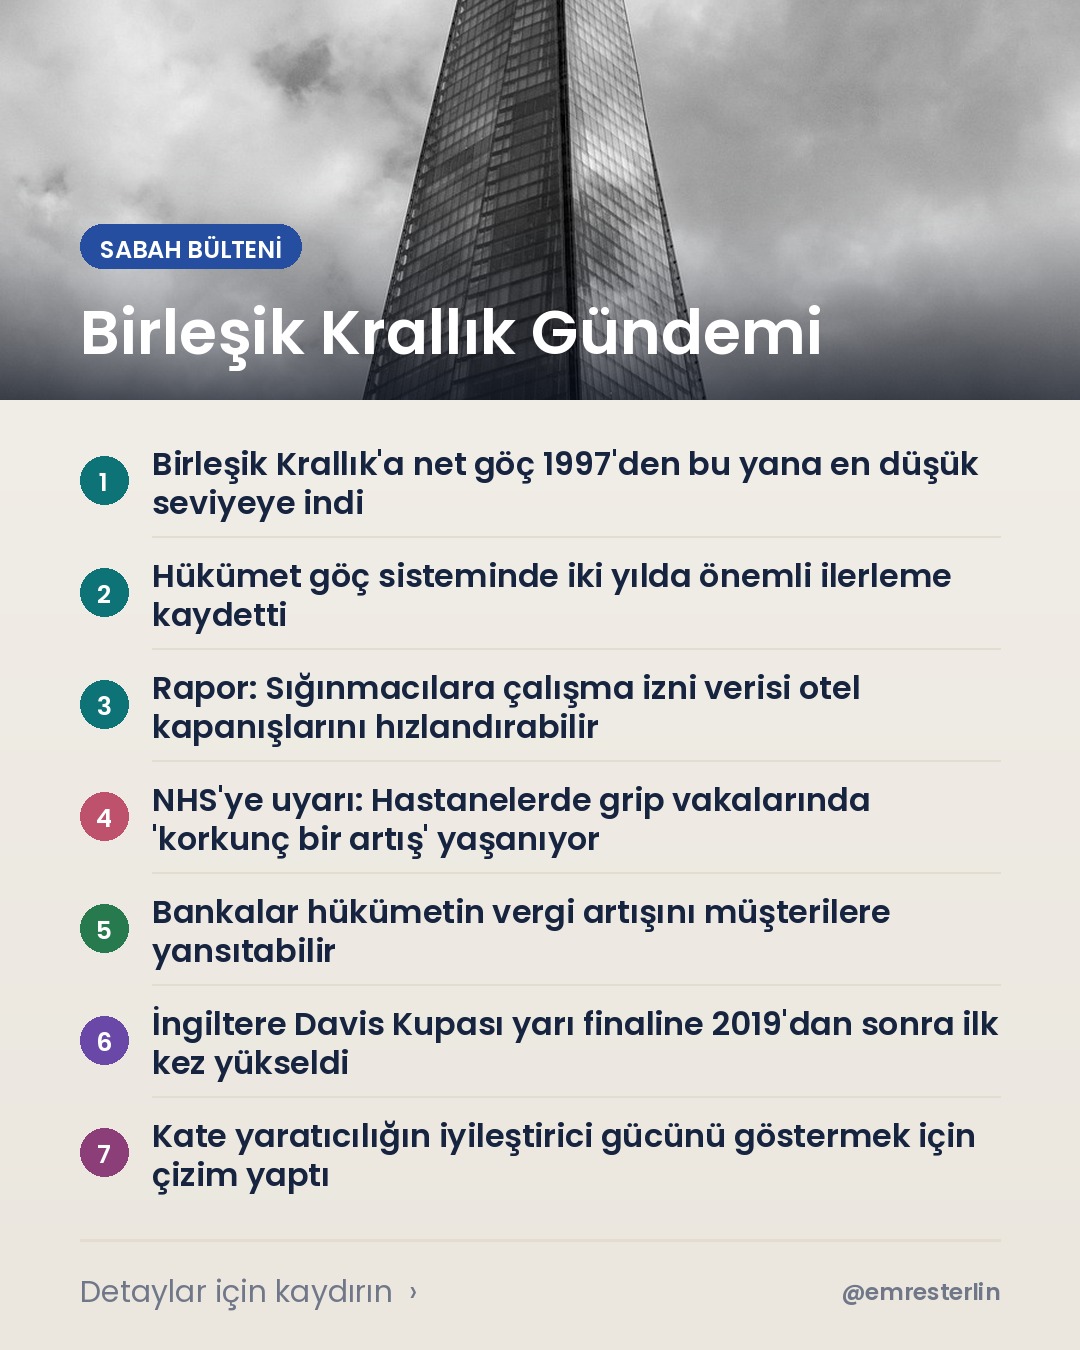 SABAH BÜLTENİ
Birleşik Krallık Gündemi
1
Birleşik Krallık'a net göç 1997'den bu yana en düşük
seviyeye indi
2
Hükümet göç sisteminde iki yılda önemli ilerleme
kaydetti
3
Rapor: Sığınmacılara çalışma izni verisi otel
kapanışlarını hızlandırabilir
4
NHS'ye uyarı: Hastanelerde grip vakalarında
'korkunç bir artış' yaşanıyor
5
Bankalar hükümetin vergi artışını müşterilere
yansıtabilir
6
İngiltere Davis Kupası yarı finaline 2019'dan sonra ilk
kez yükseldi
7
Kate yaratıcılığın iyileştirici gücünü göstermek için
çizim yaptı
Detaylar için kaydırın ›
@emresterlin